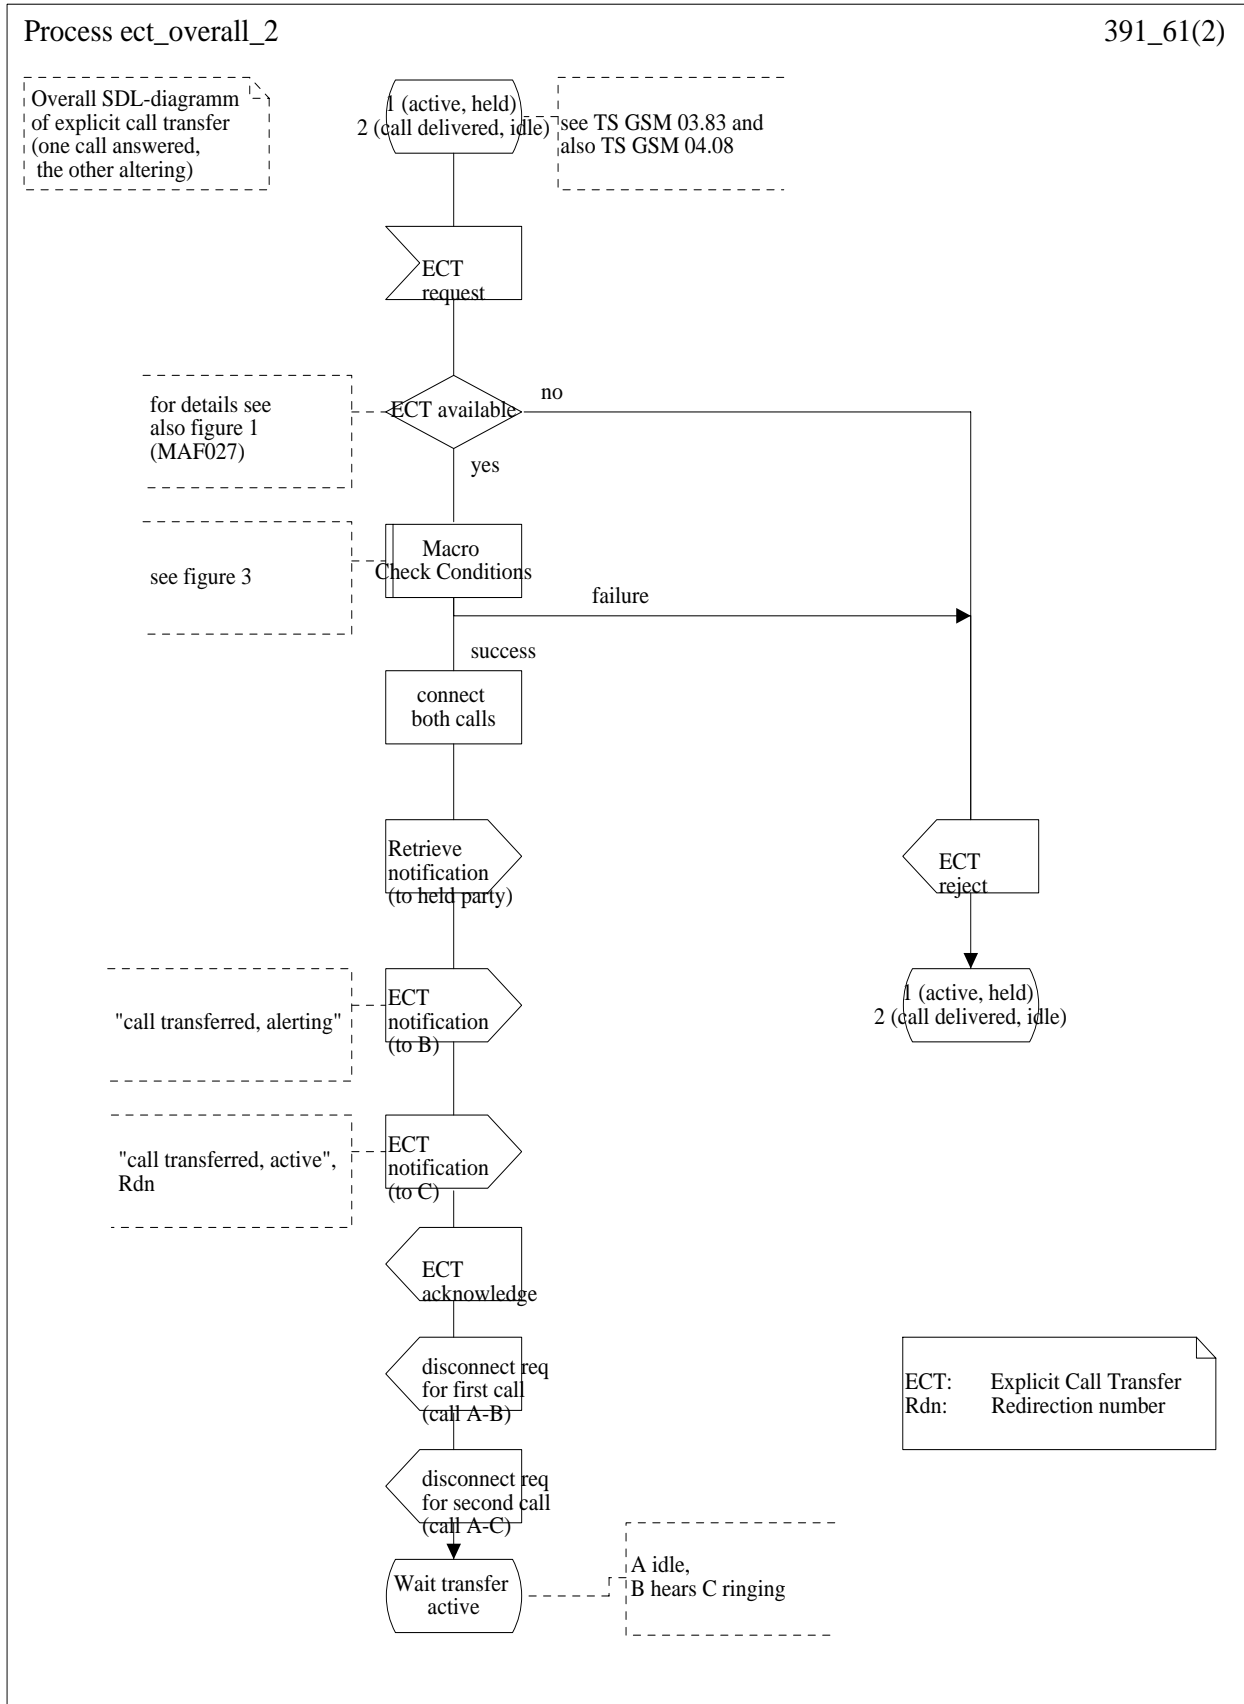 Process ect_overall_2
391_61(2)
Overall SDL-diagramm
of explicit call transfer
(one call answered,
the other altering)
1 (active, held)
2 (call delivered, idle)
see TS GSM 03.83 and
also TS GSM 04.08
ECT
request
for details see
also figure 1
(MAF027)
ECT available
no
yes
see figure 3
Macro
Check Conditions
failure
success
connect
both calls
Retrieve
notification
(to held party)
ECT
reject
"call transferred, alerting"
ECT
notification
(to B)
1 (active, held)
2 (call delivered, idle)
"call transferred, active",
Rdn
ECT
notification
(to C)
ECT
acknowledge
disconnect req
for first call
(call A-B)
ECT: Explicit Call Transfer
Rdn: Redirection number
disconnect req
for second call
(call A-C)
Wait transfer
active
A idle,
B hears C ringing